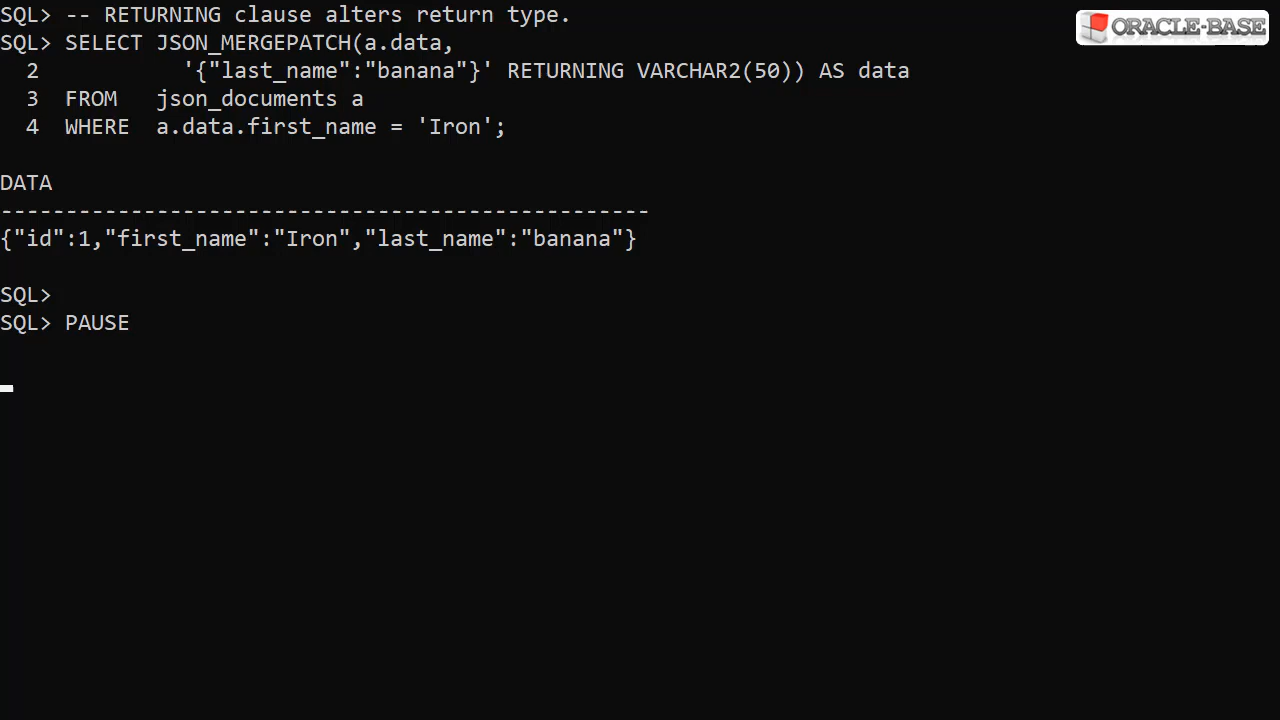 SQL> -- RETURNING clause alters return type.
SQL> SELECT JSON_MERGEPATCH(a.data,
  2           '{"last_name":"banana"}' RETURNING VARCHAR2(50)) AS data
  3  FROM   json_documents a
  4  WHERE  a.data.first_name = 'Iron';
DATA
--------------------------------------------------
{"id":1,"first_name":"Iron","last_name":"banana"}
SQL>
SQL> PAUSE
ORACLE-BASE